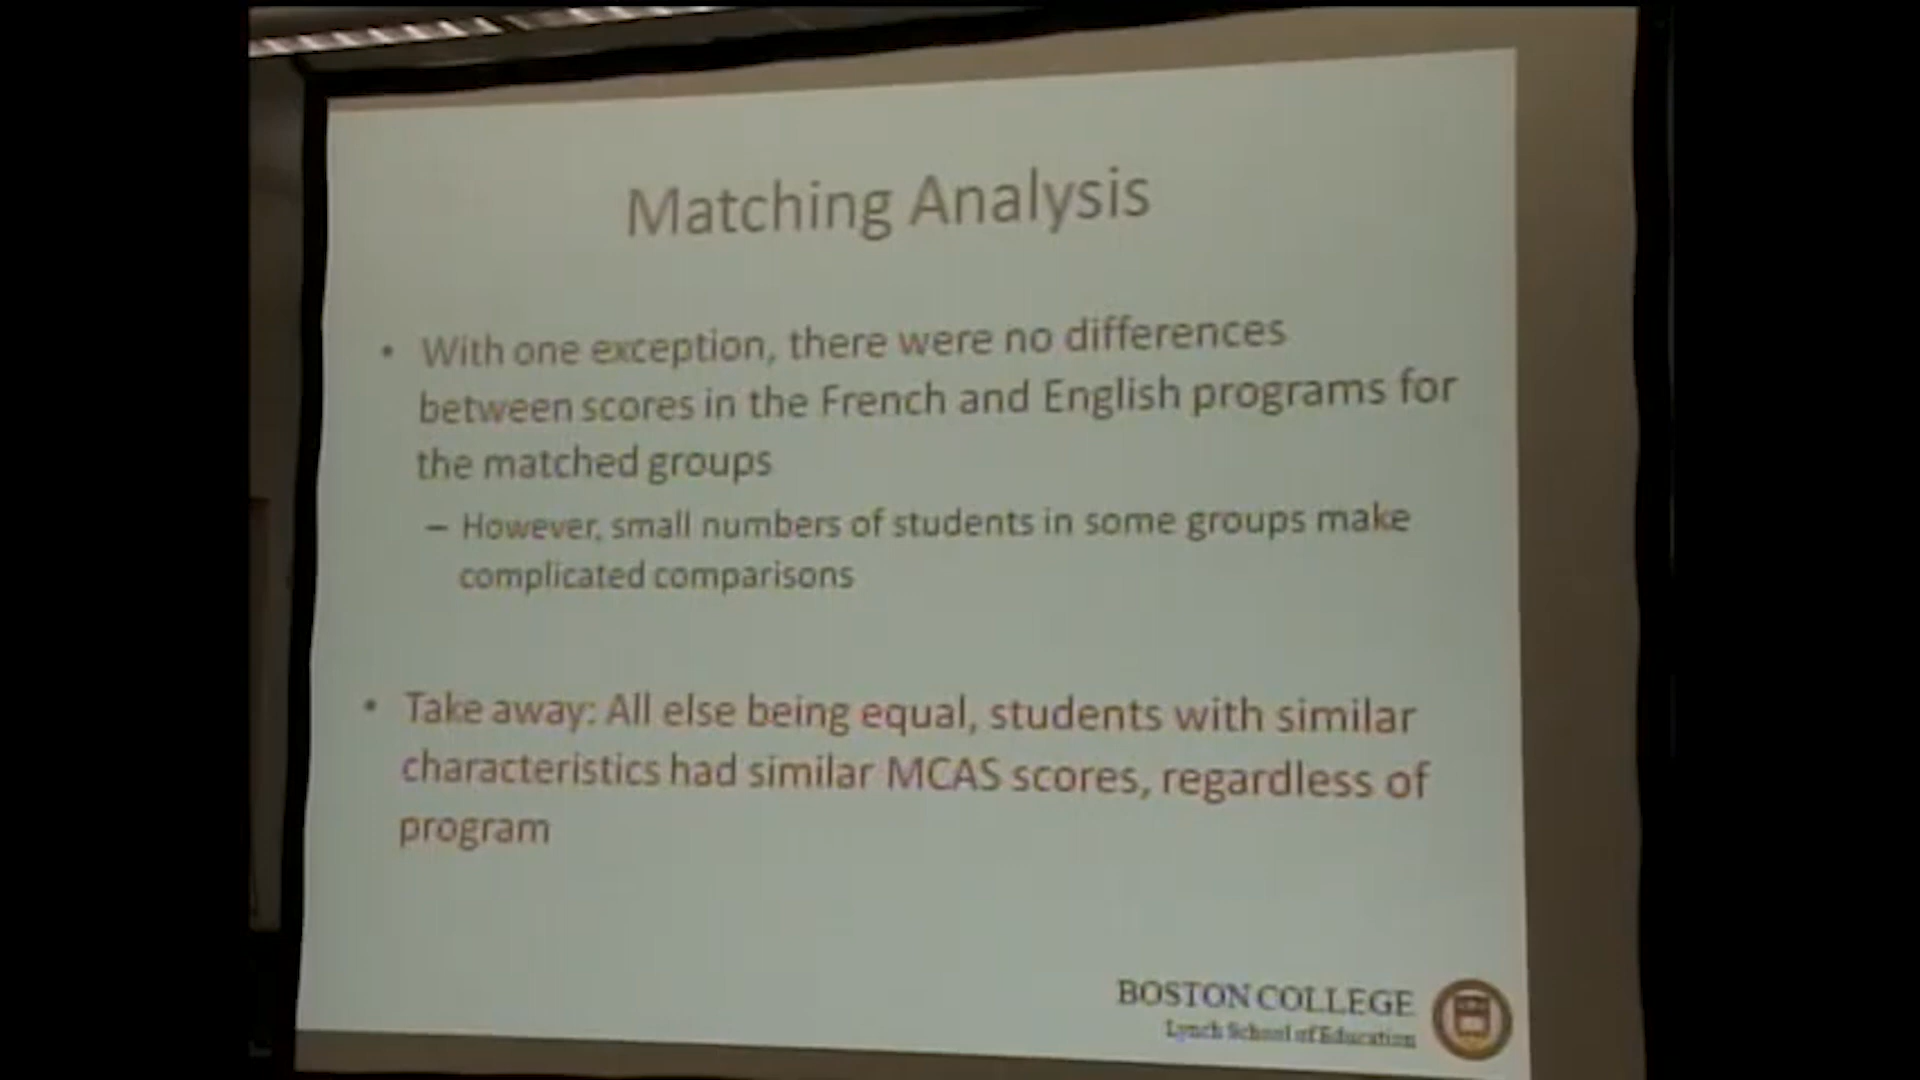 Matching Analysis
• With one exception, there were no differences
between scores in the French and English programs for
the matched groups
– However, small numbers of students in some groups make
complicated comparisons
• Take away: All else being equal, students with similar
characteristics had similar MCAS scores, regardless of
program
BOSTON COLLEGE
Lynch School of Education